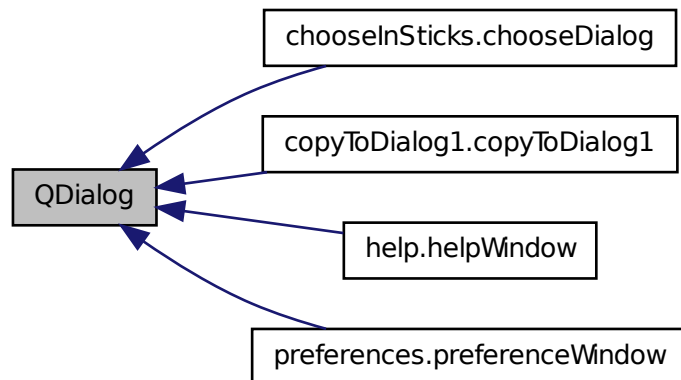 chooseInSticks.chooseDialog
copyToDialog1.copyToDialog1
QDialog
help.helpWindow
preferences.preferenceWindow